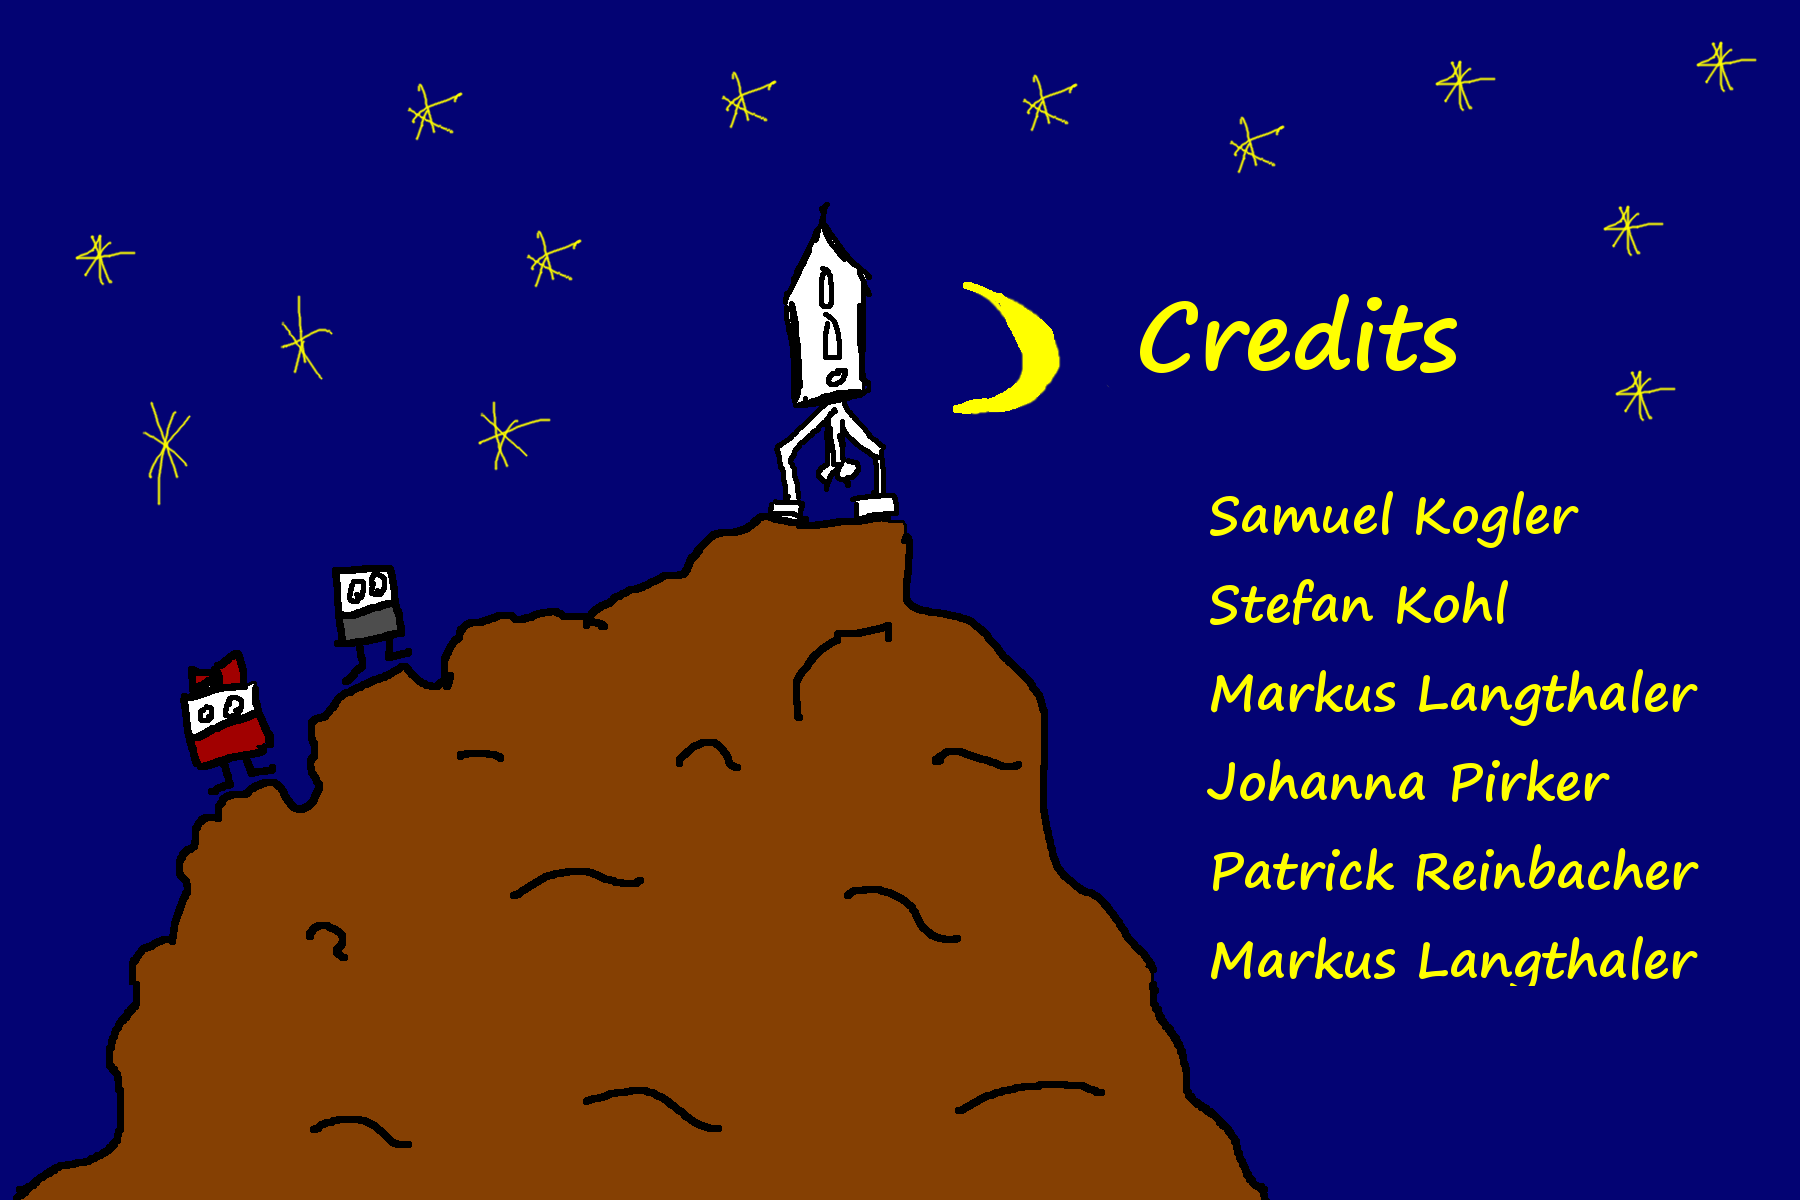 Credits
Samuel Kogler
Stefan Kohl
Markus Langthaler
Johanna Pirker
Patrick Reinbacher
Markus Langthaler